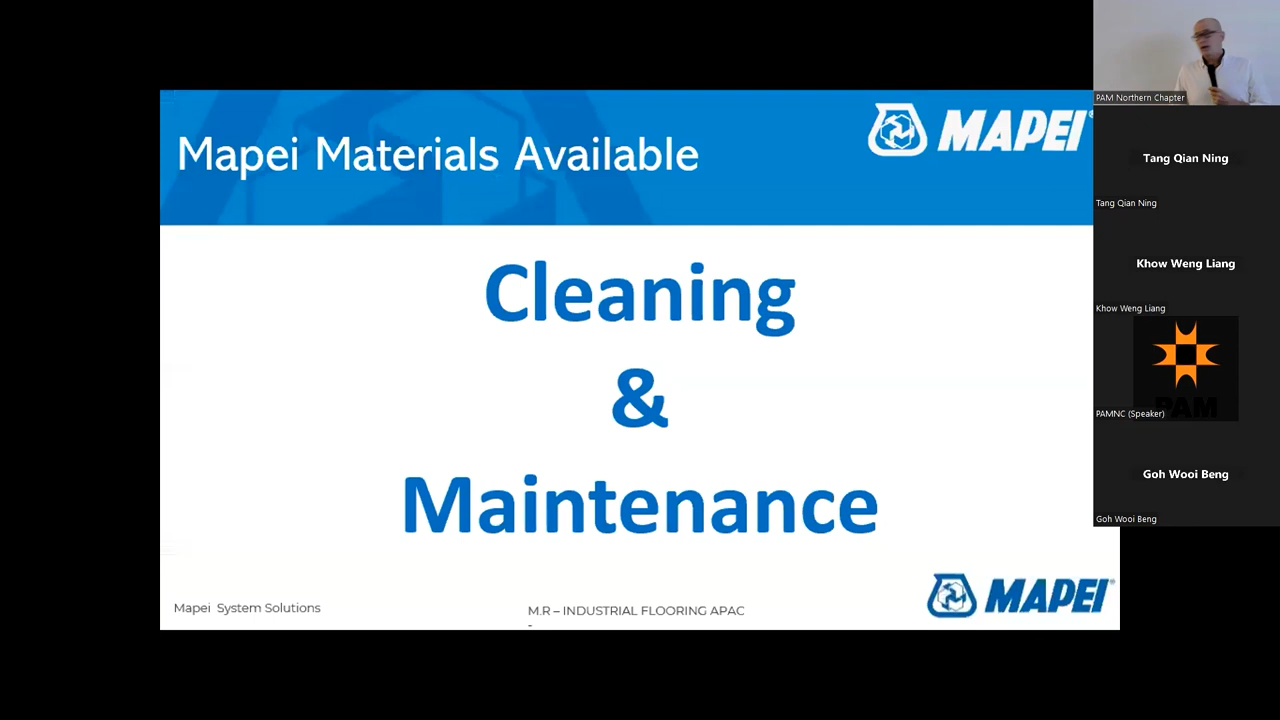 Mapei Materials Available
MAPEI®
Cleaning
&
Maintenance
Mapei System Solutions
M.R – INDUSTRIAL FLOORING APAC
-
MAPEI®
PAM Northern Chapter
Tang Qian Ning
Tang Qian Ning
Khow Weng Liang
Khow Weng Liang
PAM
PAMNC (Speaker)
Goh Wooi Beng
Goh Wooi Beng